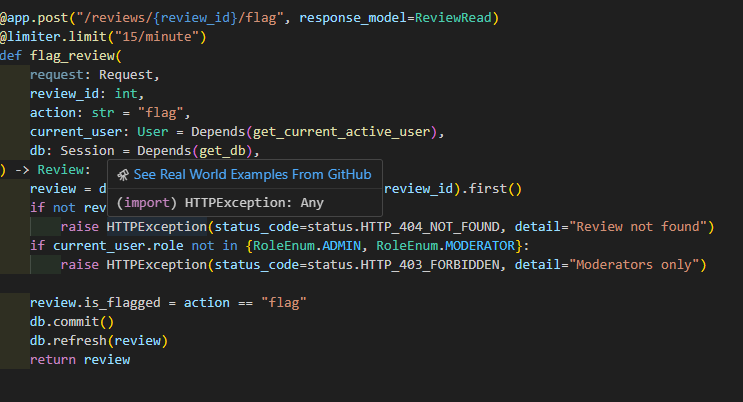 @app.post("/reviews/{review_id}/flag", response_model=ReviewRead)
@limiter.limit("15/minute")
def flag_review(
    request: Request,
    review_id: int,
    action: str = "flag",
    current_user: User = Depends(get_current_active_user),
    db: Session = Depends(get_db),
) -> Review:
See Real World Examples From GitHub
    review = d
review_id).first()
(import) HTTPException: Any
    if not rev
        raise HTTPException(status_code=status.HTTP_404_NOT_FOUND, detail="Review not found")
    if current_user.role not in {RoleEnum.ADMIN, RoleEnum.MODERATOR}:
        raise HTTPException(status_code=status.HTTP_403_FORBIDDEN, detail="Moderators only")
    review.is_flagged = action == "flag"
    db.commit()
    db.refresh(review)
    return review